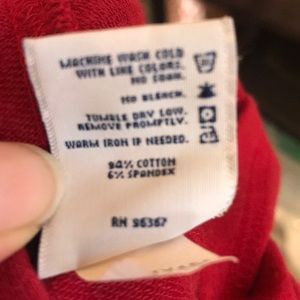 MACHINE WASH COLD
WITH LIKE COLORS.
NO SOAK.
NO BLEACH.
TUMBLE DRY LOW.
REMOVE PROMPTLY.
WARM IRON IF NEEDED.
94% COTTON
6% SPANDEX
RN 96367